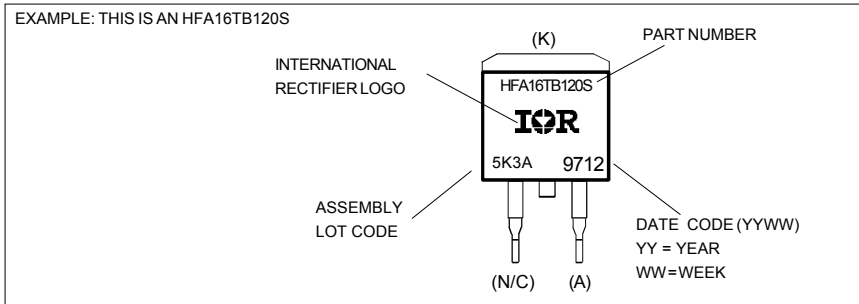 EXAMPLE: THIS IS AN HFA16TB120S
(K)
PART NUMBER
INTERNATIONAL
RECTIFIER LOGO
HFA16TB120S
IOR
5K3A 9712
ASSEMBLY
LOT CODE
DATE CODE (YYWW)
YY = YEAR
WW=WEEK
(N/C) (A)